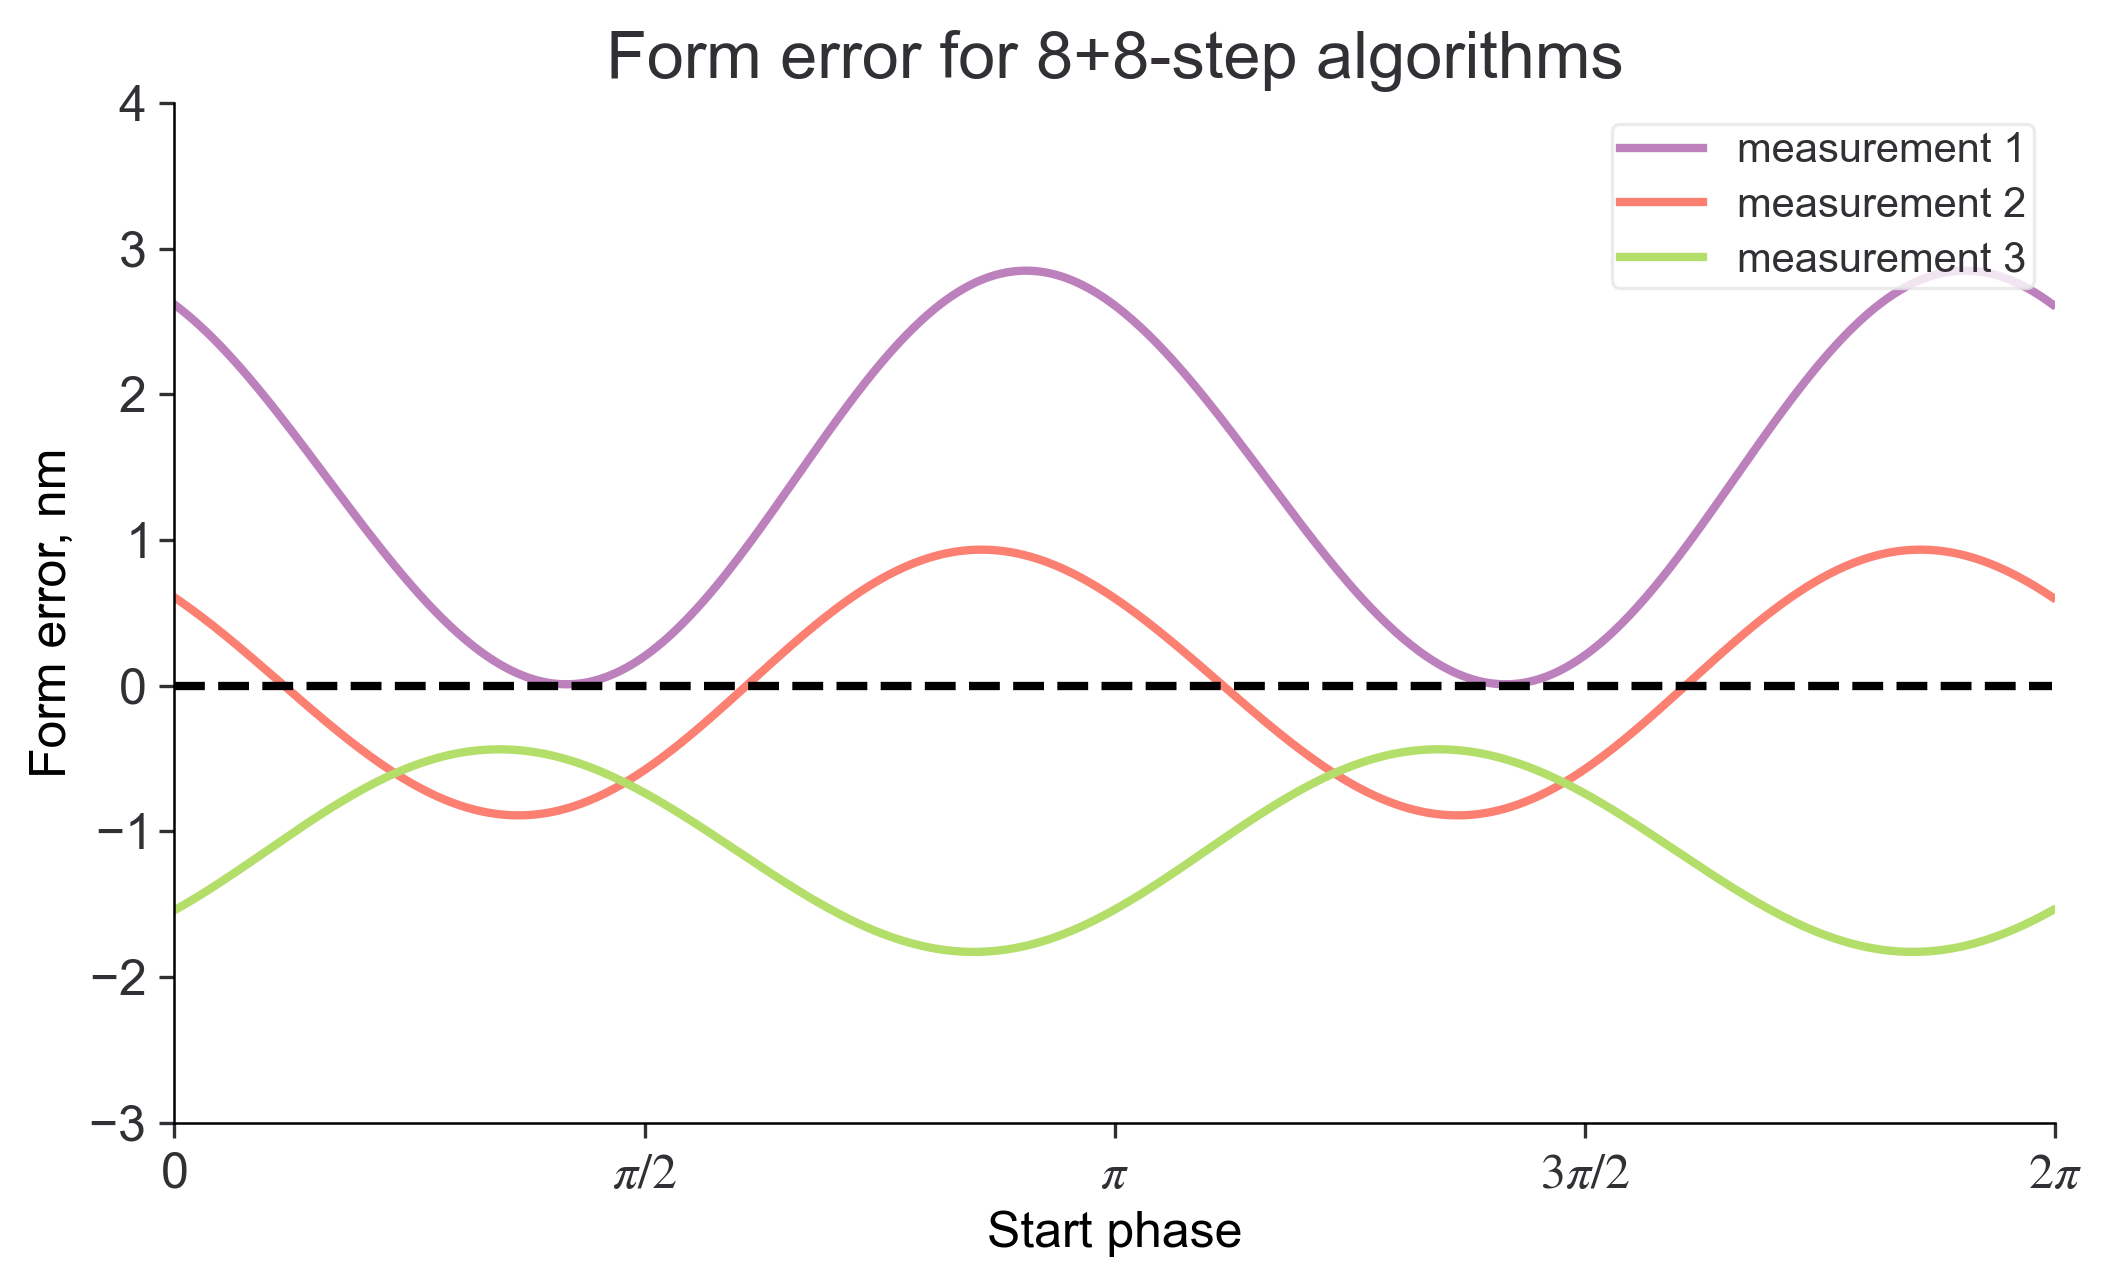 Form error for 8+8-step algorithms
4
3
2
1
0
−1
−2
−3
Form error, nm
measurement 1
measurement 2
measurement 3
0 π/2 π 3π/2 2π
Start phase